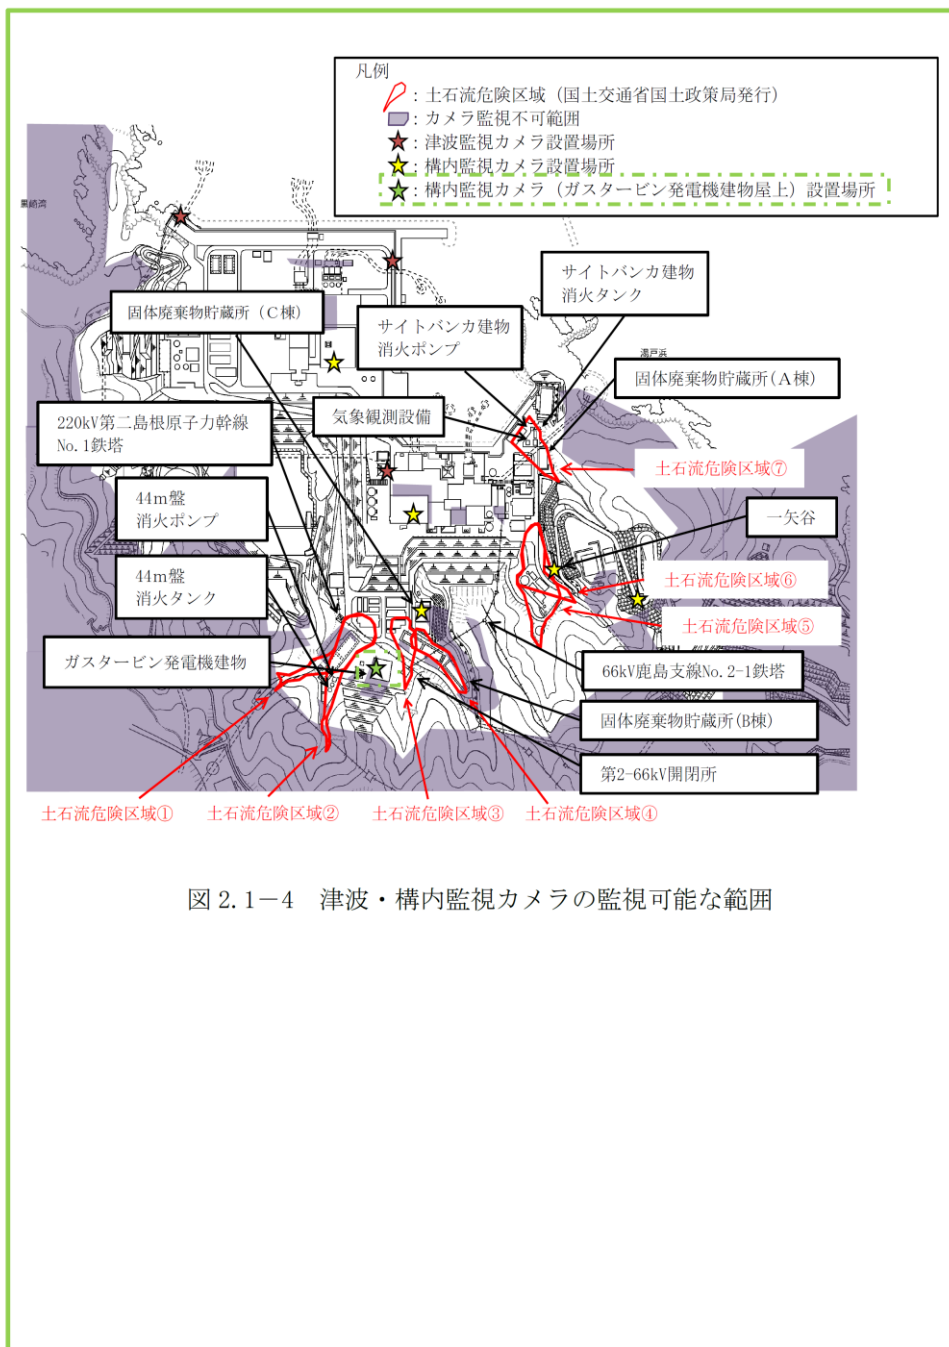 凡例
：土石流危険区域（国土交通省国土政策局発行）
：カメラ監視不可範囲
：津波監視カメラ設置場所
：構内監視カメラ設置場所
：構内監視カメラ（ガスタービン発電機建物屋上）設置場所
サイトバンカ建物
消火タンク
固体廃棄物貯蔵所（C棟）
サイトバンカ建物
消火ポンプ
固体廃棄物貯蔵所(A棟)
220kV第二島根原子力幹線
No.1鉄塔
気象観測設備
土石流危険区域⑦
44m盤
消火ポンプ
一矢谷
44m盤
消火タンク
土石流危険区域⑥
土石流危険区域⑤
ガスタービン発電機建物
66kV鹿島支線No.2-1鉄塔
固体廃棄物貯蔵所(B棟)
第2-66kV開閉所
土石流危険区域①
土石流危険区域②
土石流危険区域③
土石流危険区域④
図 2.1－4　津波・構内監視カメラの監視可能な範囲